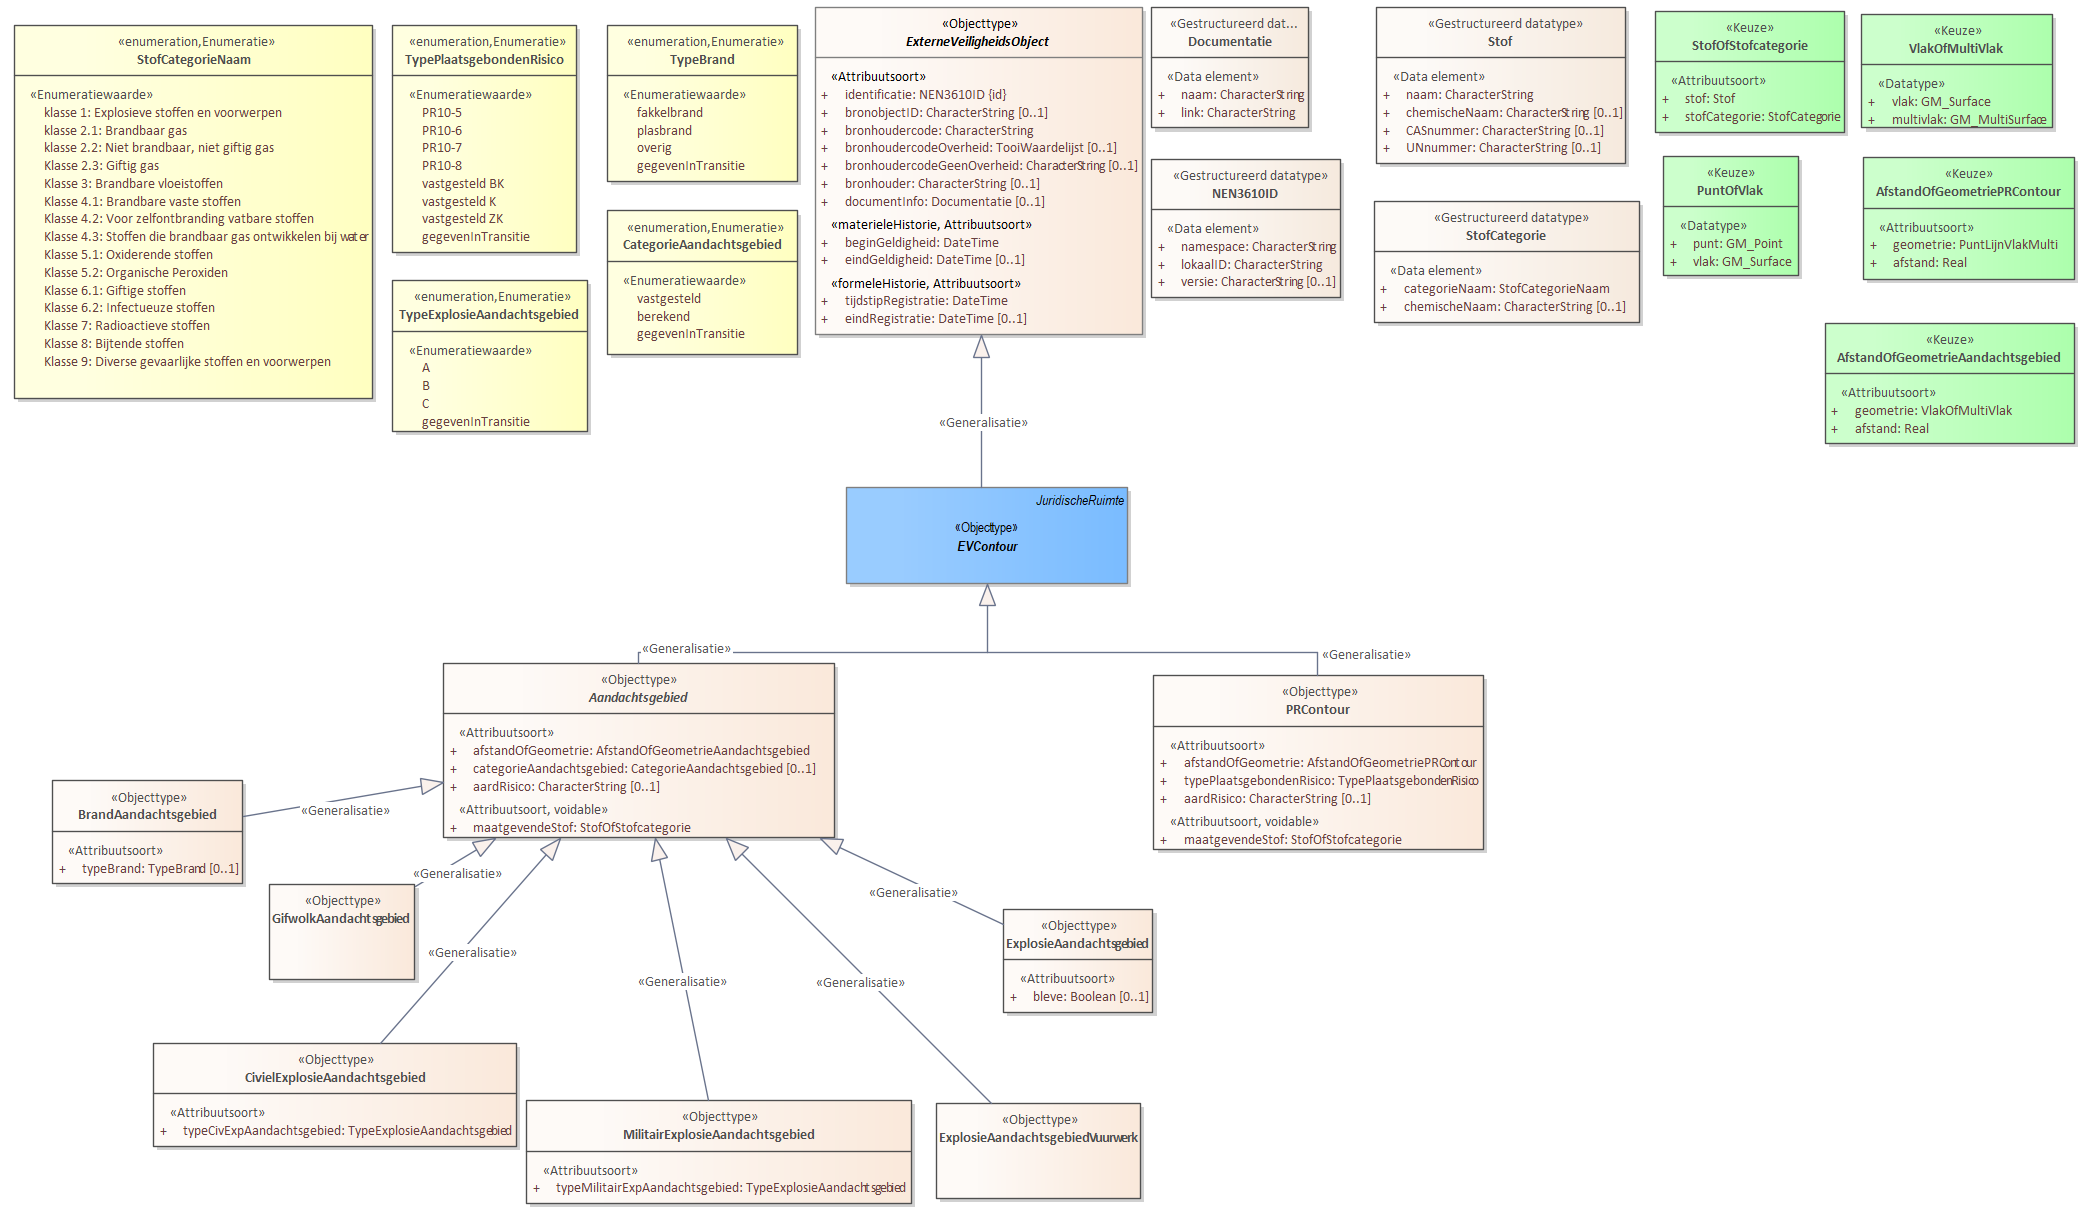 «enumeration,Enumeratie»
StofCategorieNaam
«Enumeratiewaarde»
klasse 1: Explosieve stoffen en voorwerpen
klasse 2.1: Brandbaar gas
klasse 2.2: Niet brandbaar, niet giftig gas
Klasse 2.3: Giftig gas
Klasse 3: Brandbare vloeistoffen
Klasse 4.1: Brandbare vaste stoffen
Klasse 4.2: Voor zelfontbranding vatbare stoffen
Klasse 4.3: Stoffen die brandbaar gas ontwikkelen bij water
Klasse 5.1: Oxiderende stoffen
Klasse 5.2: Organische Peroxiden
Klasse 6.1: Giftige stoffen
Klasse 6.2: Infectueuze stoffen
Klasse 7: Radioactieve stoffen
Klasse 8: Bijtende stoffen
Klasse 9: Diverse gevaarlijke stoffen en voorwerpen
«enumeration,Enumeratie»
TypePlaatsgebondenRisico
«Enumeratiewaarde»
PR10-5
PR10-6
PR10-7
PR10-8
vastgesteld BK
vastgesteld K
vastgesteld ZK
gegevenInTransitie
«enumeration,Enumeratie»
TypeExplosieAandachtsgebied
«Enumeratiewaarde»
A
B
C
gegevenInTransitie
«enumeration,Enumeratie»
TypeBrand
«Enumeratiewaarde»
fakkelbrand
plasbrand
overig
gegevenInTransitie
«enumeration,Enumeratie»
CategorieAandachtsgebied
«Enumeratiewaarde»
vastgesteld
berekend
gegevenInTransitie
«Objecttype»
ExterneVeiligheidsObject
«Attribuutsoort»
+ identificatie: NEN3610ID {id}
+ bronobjectID: CharacterString [0..1]
+ bronhoudercode: CharacterString
+ bronhoudercodeOverheid: TooiWaardelijst [0..1]
+ bronhoudercodeGeenOverheid: CharacterString [0..1]
+ bronhouder: CharacterString [0..1]
+ documentInfo: Documentatie [0..1]
«materieleHistorie, Attribuutsoort»
+ beginGeldigheid: DateTime
+ eindGeldigheid: DateTime [0..1]
«formeleHistorie, Attribuutsoort»
+ tijdstipRegistratie: DateTime
+ eindRegistratie: DateTime [0..1]
«Gestructureerd dat...
Documentatie
«Data element»
+ naam: CharacterString
+ link: CharacterString
«Gestructureerd datatype»
NEN3610ID
«Data element»
+ namespace: CharacterString
+ lokaalID: CharacterString
+ versie: CharacterString [0..1]
«Gestructureerd datatype»
Stof
«Data element»
+ naam: CharacterString
+ chemischeNaam: CharacterString [0..1]
+ CASnummer: CharacterString [0..1]
+ UNnummer: CharacterString [0..1]
«Gestructureerd datatype»
StofCategorie
«Data element»
+ categorieNaam: StofCategorieNaam
+ chemischeNaam: CharacterString [0..1]
«Keuze»
StofOfStofcategorie
«Attribuutsoort»
+ stof: Stof
+ stofCategorie: StofCategorie
«Keuze»
VlakOfMultiVlak
«Datatype»
+ vlak: GM_Surface
+ multivlak: GM_MultiSurface
«Keuze»
PuntOfVlak
«Datatype»
+ punt: GM_Point
+ vlak: GM_Surface
«Keuze»
AfstandOfGeometriePRContour
«Attribuutsoort»
+ geometrie: PuntLijnVlakMulti
+ afstand: Real
«Keuze»
AfstandOfGeometrieAandachtsgebied
«Attribuutsoort»
+ geometrie: VlakOfMultiVlak
+ afstand: Real
«Generalisatie»
JuridischeRuimte
«Objecttype»
EVContour
«Generalisatie»
«Generalisatie»
«Objecttype»
Aandachtsgebied
«Attribuutsoort»
+ afstandOfGeometrie: AfstandOfGeometrieAandachtsgebied
+ categorieAandachtsgebied: CategorieAandachtsgebied [0..1]
+ aardRisico: CharacterString [0..1]
«Attribuutsoort, voidable»
+ maatgevendeStof: StofOfStofcategorie
«Objecttype»
PRContour
«Attribuutsoort»
+ afstandOfGeometrie: AfstandOfGeometriePRContour
+ typePlaatsgebondenRisico: TypePlaatsgebondenRisico
+ aardRisico: CharacterString [0..1]
«Attribuutsoort, voidable»
+ maatgevendeStof: StofOfStofcategorie
«Objecttype»
BrandAandachtsgebied
«Attribuutsoort»
+ typeBrand: TypeBrand [0..1]
«Generalisatie»
«Objecttype»
GifwolkAandachtsgebied
«Generalisatie»
«Generalisatie»
«Generalisatie»
«Generalisatie»
«Generalisatie»
«Objecttype»
ExplosieAandachtsgebied
«Attribuutsoort»
+ bleve: Boolean [0..1]
«Objecttype»
CivielExplosieAandachtsgebied
«Attribuutsoort»
+ typeCivExpAandachtsgebied: TypeExplosieAandachtsgebied
«Objecttype»
MilitairExplosieAandachtsgebied
«Attribuutsoort»
+ typeMilitairExpAandachtsgebied: TypeExplosieAandachtsgebied
«Objecttype»
ExplosieAandachtsgebiedVuurwerk